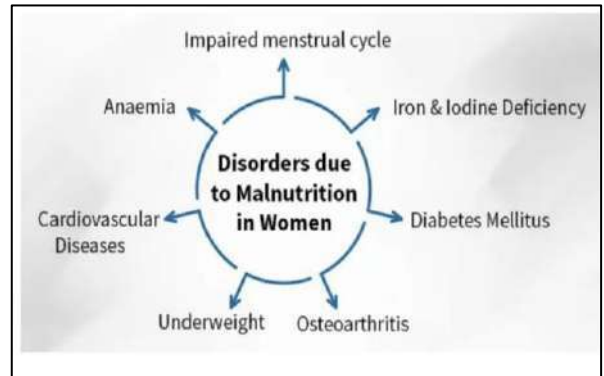 Impaired menstrual cycle
Anaemia
Iron & Iodine Deficiency
Disorders due
to Malnutrition
in Women
Cardiovascular
Diseases
Diabetes Mellitus
Underweight
Osteoarthritis